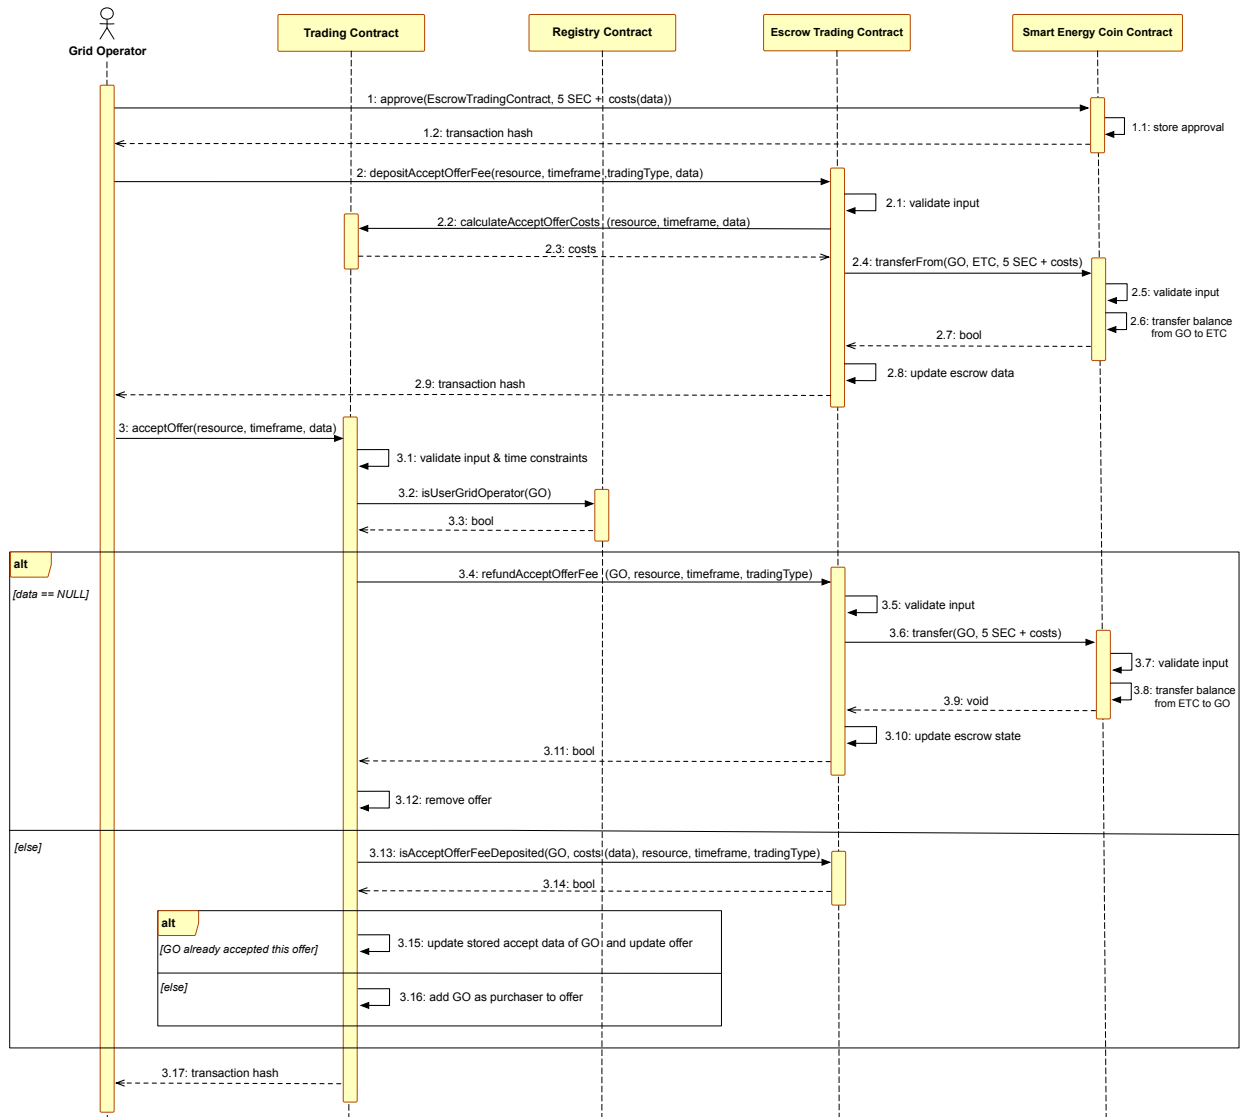 Grid Operator
Trading Contract
Registry Contract
Escrow Trading Contract
Smart Energy Coin Contract
1: approve(EscrowTradingContract, 5 SEC + costs(data))
1.1: store approval
1.2: transaction hash
2: depositAcceptOfferFee(resource, timeframe ,tradingType, data)
2.1: validate input
2.2: calculateAcceptOfferCosts (resource, timeframe, data)
2.3: costs
2.4: transferFrom(GO, ETC, 5 SEC + costs)
2.5: validate input
2.6: transfer balance
from GO to ETC
2.7: bool
2.8: update escrow data
2.9: transaction hash
3: acceptOffer(resource, timeframe, data)
3.1: validate input & time constraints
3.2: isUserGridOperator(GO)
3.3: bool
alt
[data == NULL]
3.4: refundAcceptOfferFee (GO, resource, timeframe, tradingType)
3.5: validate input
3.6: transfer(GO, 5 SEC + costs)
3.7: validate input
3.8: transfer balance
from ETC to GO
3.9: void
3.10: update escrow state
3.11: bool
3.12: remove offer
[else]
3.13: isAcceptOfferFeeDeposited(GO, costs (data), resource, timeframe, tradingType)
3.14: bool
alt
[GO already accepted this offer]
3.15: update stored accept data of GO and update offer
[else]
3.16: add GO as purchaser to offer
3.17: transaction hash